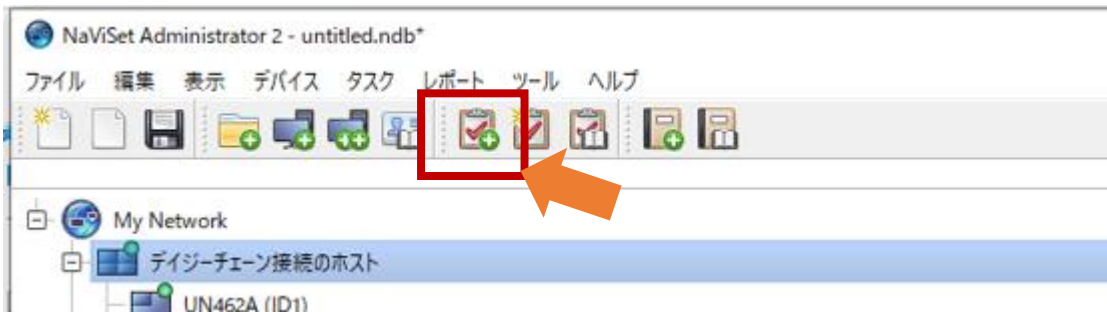 NaViSet Administrator 2 - untitled.ndb*
ファイル 編集 表示 デバイス タスク レポート ツール ヘルプ
My Network
デイジーチェーン接続のホスト
UN462A (ID1)